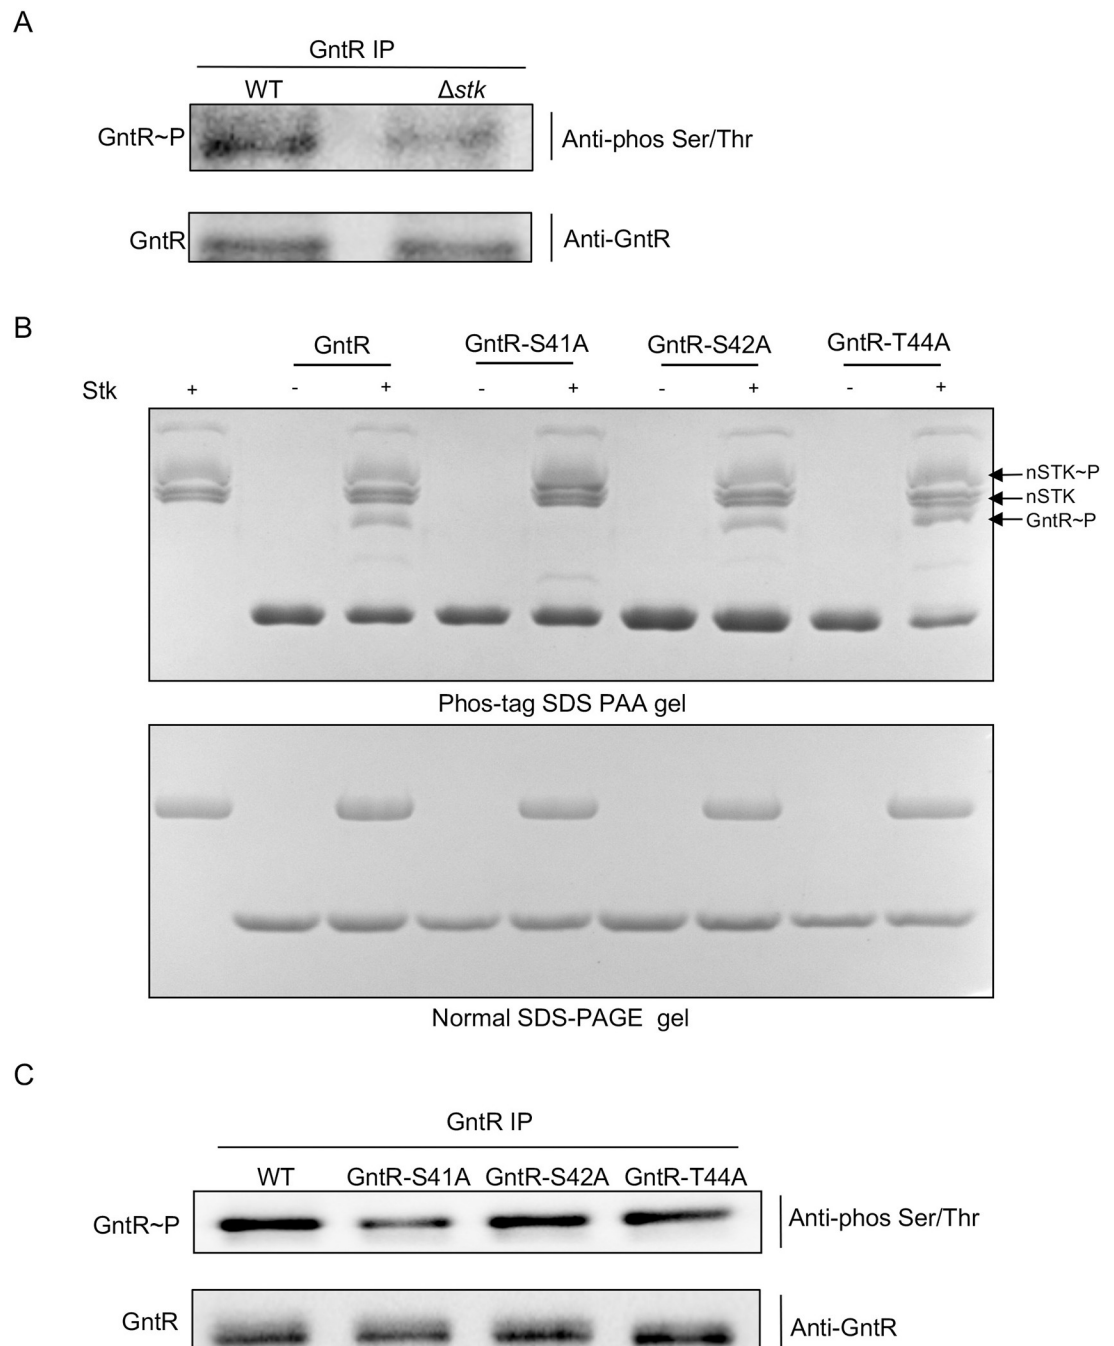 A
GntR IP
WT Δstk
GntR~P Anti-phos Ser/Thr
GntR Anti-GntR
B
GntR GntR-S41A GntR-S42A GntR-T44A
Stk + - + - + - + - +
nSTK~P
nSTK
GntR~P
Phos-tag SDS PAA gel
Normal SDS-PAGE gel
C
GntR IP
WT GntR-S41A GntR-S42A GntR-T44A
GntR~P Anti-phos Ser/Thr
GntR Anti-GntR